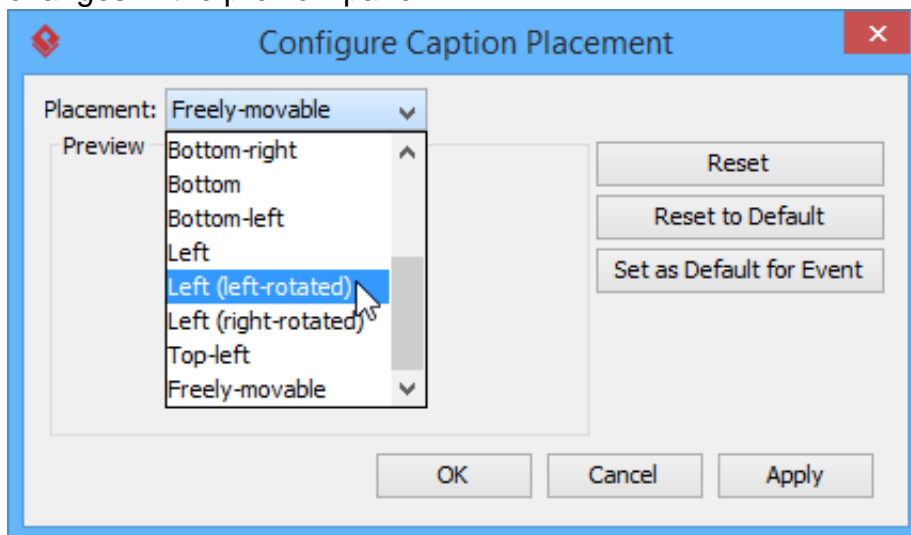 Configure Caption Placement
Placement: Freely-movable
Preview
Bottom-right
Bottom
Bottom-left
Left
Left (left-rotated)
Left (right-rotated)
Top-left
Freely-movable
Reset
Reset to Default
Set as Default for Event
OK
Cancel
Apply